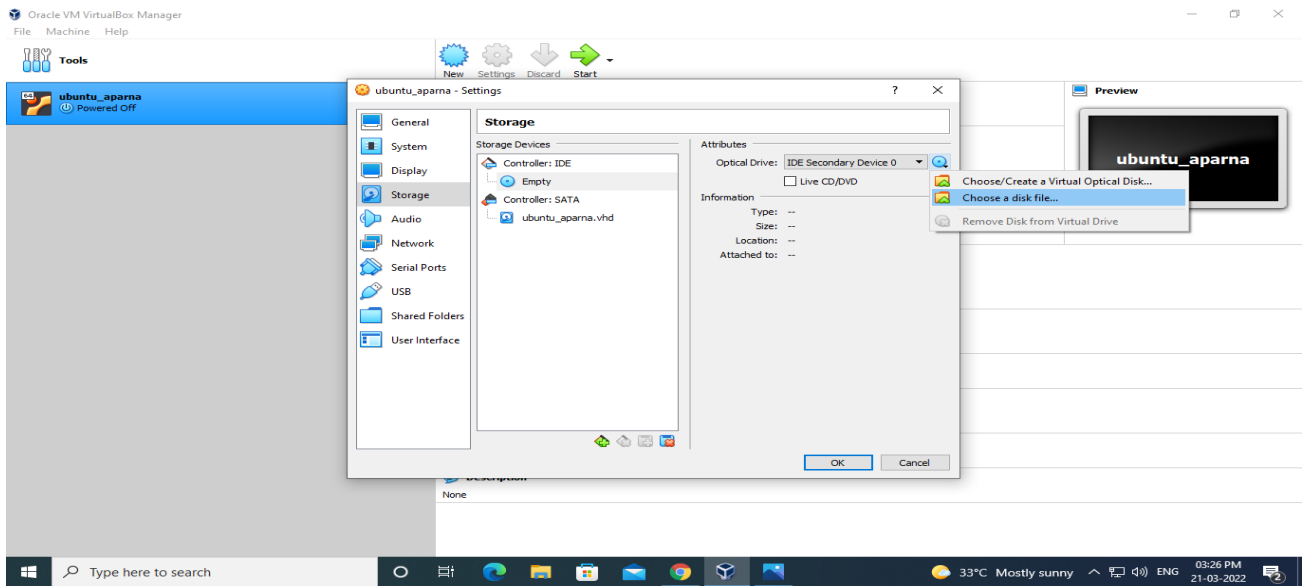 Oracle VM VirtualBox Manager
File Machine Help
Tools
New Settings Discard Start
64
ubuntu_aparna
Powered Off
Preview
ubuntu_aparna
ubuntu_aparna - Settings
?
General
System
Display
Storage
Audio
Network
Serial Ports
USB
Shared Folders
User Interface
Storage
Storage Devices
Controller: IDE
Empty
Controller: SATA
ubuntu_aparna.vhd
Attributes
Optical Drive: IDE Secondary Device 0
Live CD/DVD
Information
Type: --
Size: --
Location: --
Attached to: --
Choose/Create a Virtual Optical Disk...
Choose a disk file...
Remove Disk from Virtual Drive
OK Cancel
Description
None
Type here to search
33°C Mostly sunny
ENG
03:26 PM
21-03-2022
2